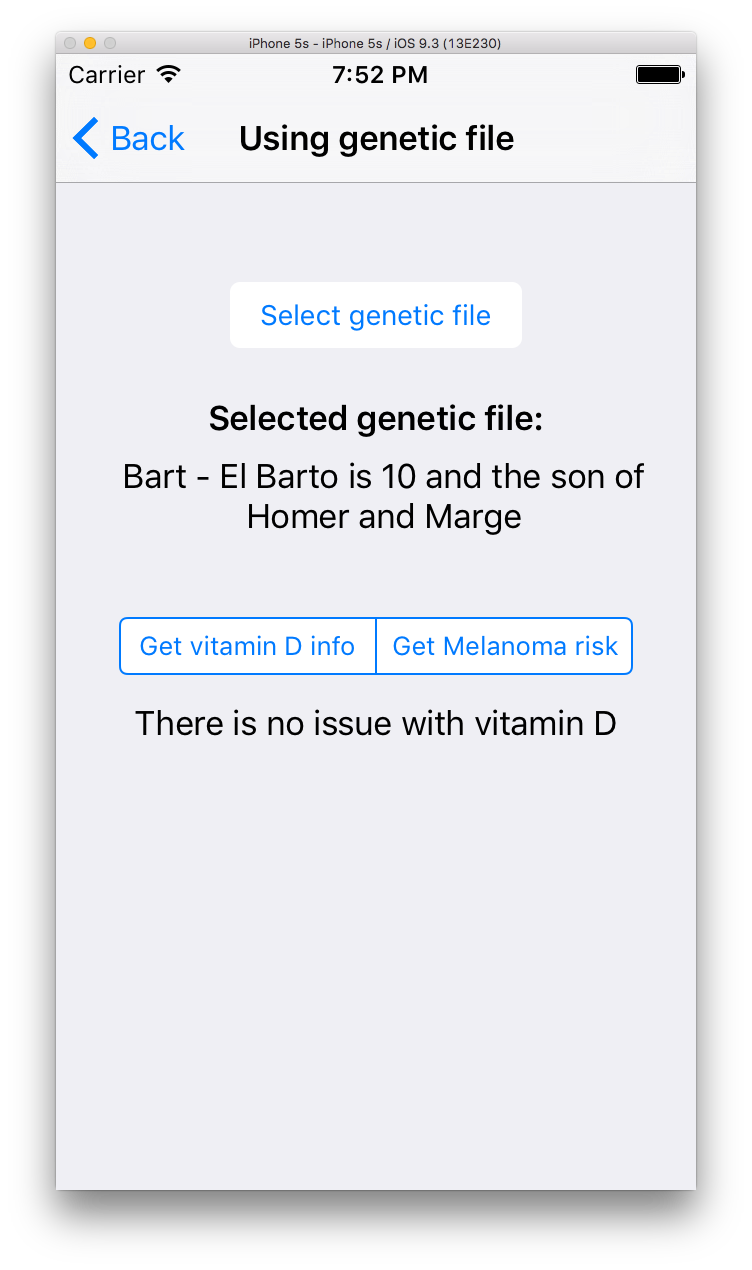 iPhone 5s - iPhone 5s / iOS 9.3 (13E230)
Carrier 7:52 PM
Back Using genetic file
Select genetic file
Selected genetic file:
Bart - El Barto is 10 and the son of
Homer and Marge
Get vitamin D info Get Melanoma risk
There is no issue with vitamin D